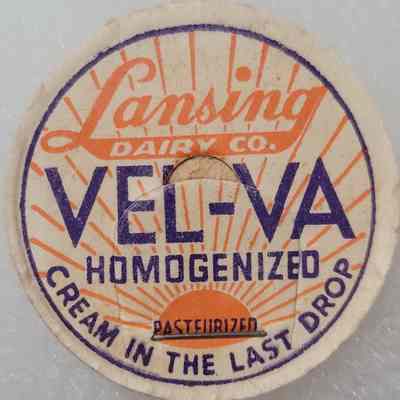 Lansing
DAIRY CO.
VEL-VA
HOMOGENIZED
PASTEURIZED
CREAM IN THE LAST DROP